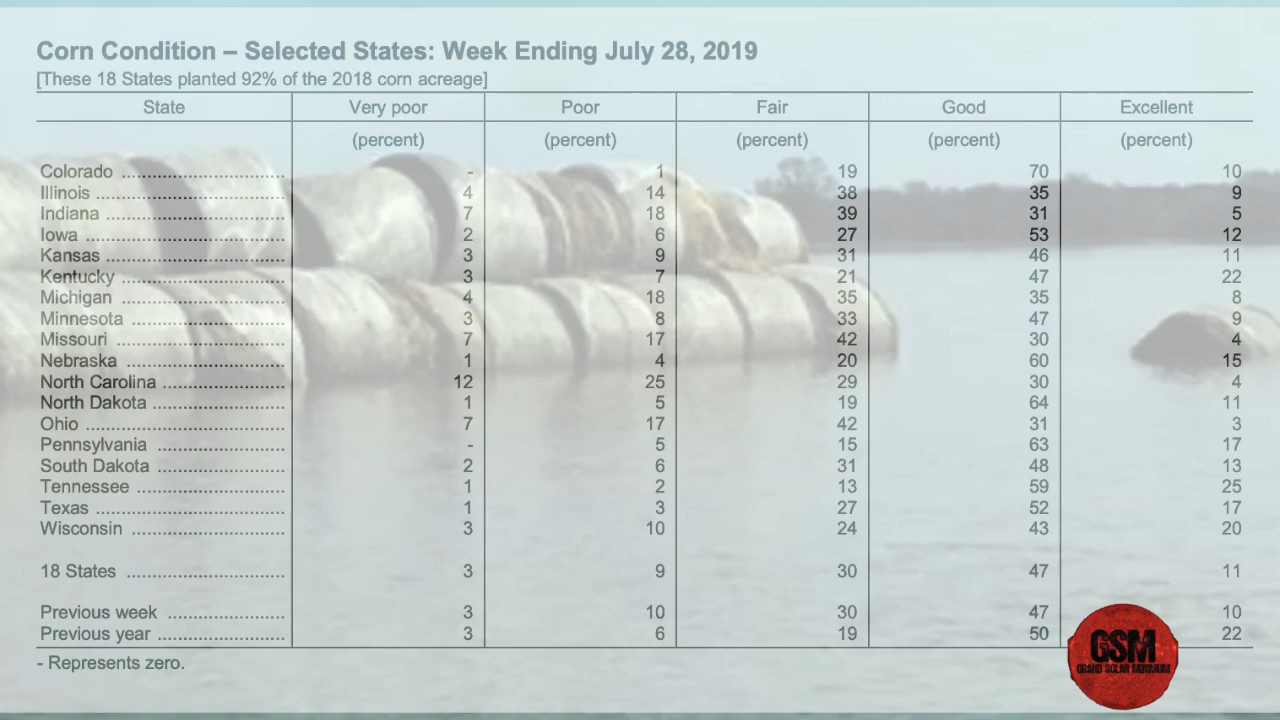 Corn Condition – Selected States: Week Ending July 28, 2019
[These 18 States planted 92% of the 2018 corn acreage]
State Very poor Poor Fair Good Excellent
(percent) (percent) (percent) (percent) (percent)
Colorado ............................... - 1 19 70 10
Illinois .................................... 4 14 38 35 9
Indiana .................................. 7 18 39 31 5
Iowa ...................................... 2 6 27 53 12
Kansas .................................. 3 9 31 46 11
Kentucky ............................... 3 7 21 47 22
Michigan ............................... 4 18 35 35 8
Minnesota ............................. 3 8 33 47 9
Missouri ................................ 7 17 42 30 4
Nebraska .............................. 1 4 20 60 15
North Carolina ....................... 12 25 29 30 4
North Dakota ......................... 1 5 19 64 11
Ohio ...................................... 7 17 42 31 3
Pennsylvania ........................ - 5 15 63 17
South Dakota ........................ 2 6 31 48 13
Tennessee ............................ 1 2 13 59 25
Texas .................................... 1 3 27 52 17
Wisconsin ............................. 3 10 24 43 20
18 States .............................. 3 9 30 47 11
Previous week ...................... 3 10 30 47 10
Previous year ........................ 3 6 19 50 22
- Represents zero.
GSM
GRAND SOLAR MINIMUM